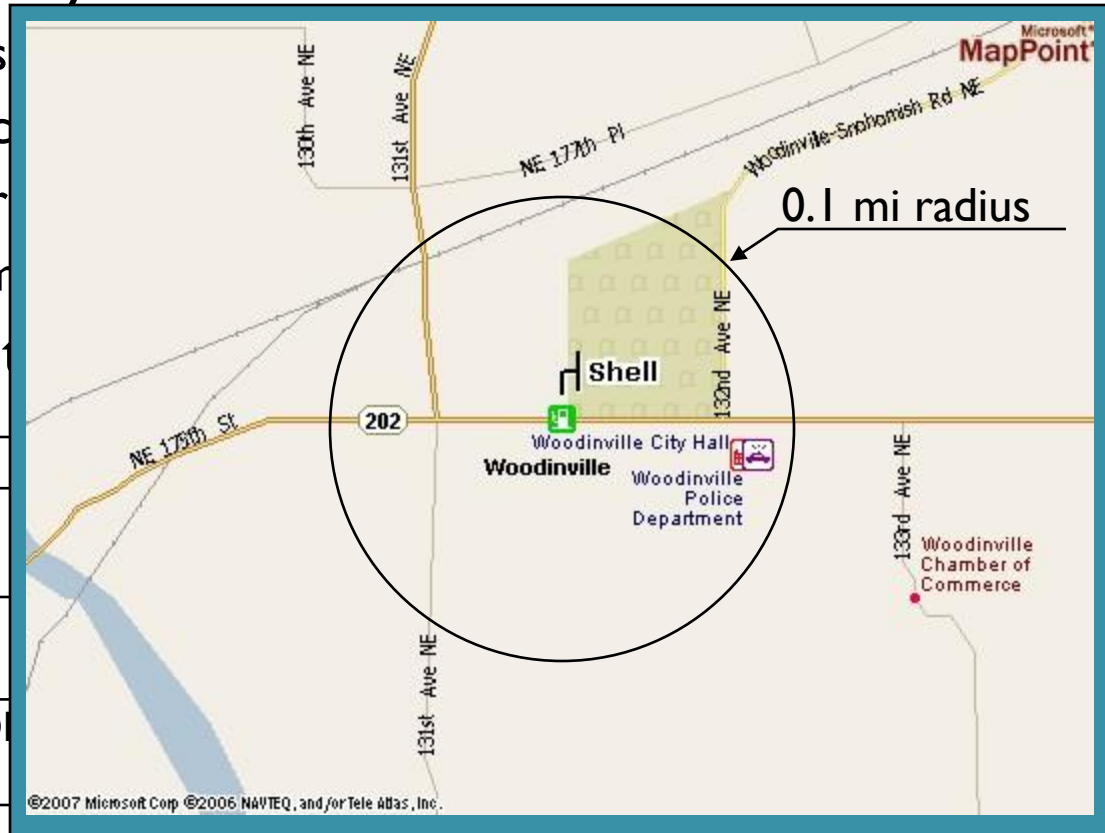 Microsoft
MapPoint
130th Ave NE
131st Ave NE
NE 177th Pl
Woodinville-Snohomish Rd NE
0.1 mi radius
132nd Ave NE
Shell
202
NE 175th St
Woodinville City Hall
Woodinville
Woodinville
Police
Department
133rd Ave NE
Woodinville
Chamber of
Commerce
131st Ave NE
©2007 Microsoft Corp ©2006 NAVTEQ, and/or Tele Atlas, Inc.